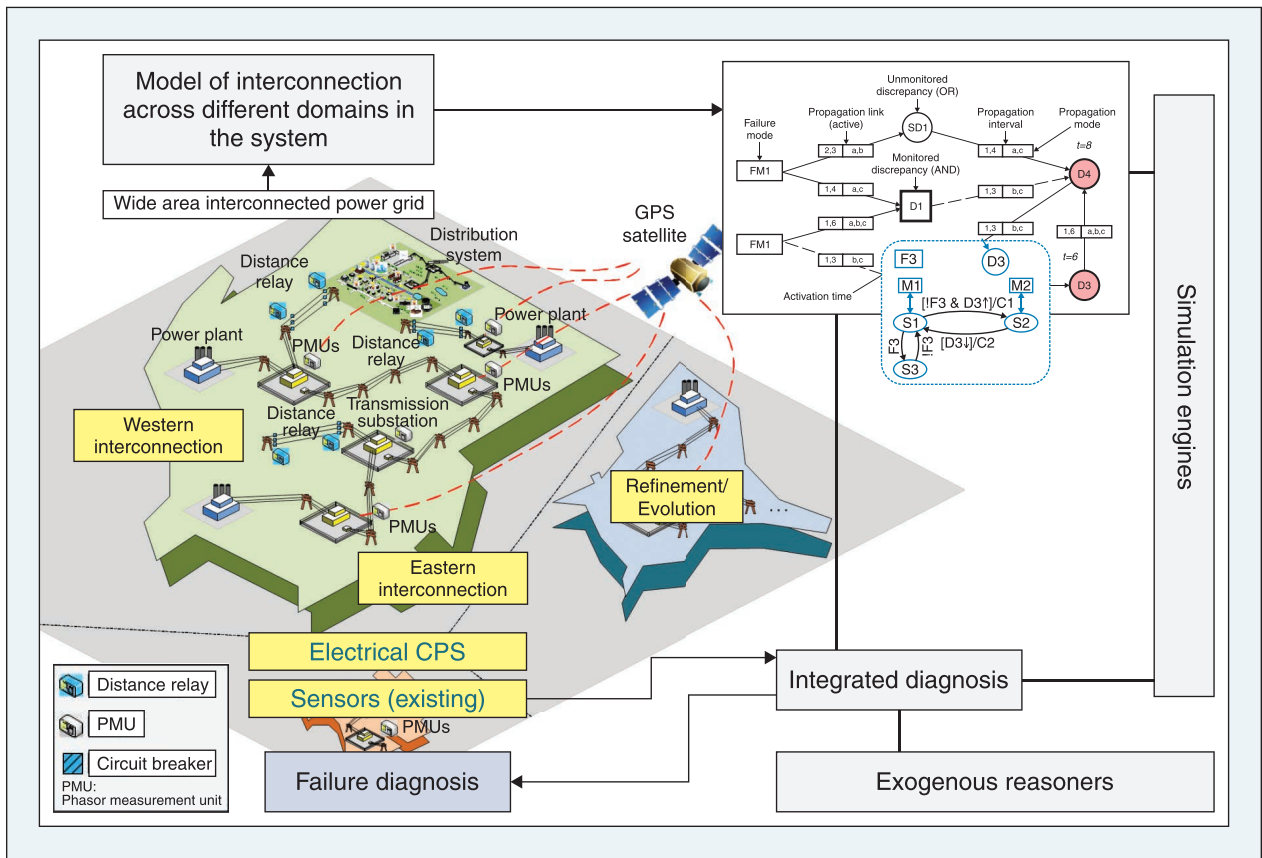 Model of interconnection
across different domains in
the system
Wide area interconnected power grid
Unmonitored
discrepancy (OR)
Failure
mode
Propagation link
(active)
Propagation
interval
Propagation
mode
SD1
2,3 a,b
1,4 a,c
t=8
FM1
Monitored
discrepancy (AND)
D4
1,4 a,c
D1
1,3 b,c
1,6 a,b,c
1,3 b,c
1,6 a,b,c
FM1
1,3 b,c
D3
t=6
D3
Activation time
F3
M1
M2
[!F3 & D3↑]/C1
S1
S2
F3
!F3
[D3↓]/C2
S3
GPS
satellite
Distribution
system
Distance
relay
Power plant
Power plant
PMUs
Distance
relay
PMUs
Distance
relay
Transmission
substation
Western
interconnection
PMUs
Refinement/
Evolution
...
Eastern
interconnection
Electrical CPS
Sensors (existing)
PMUs
Failure diagnosis
Distance relay
PMU
Circuit breaker
PMU:
Phasor measurement unit
Integrated diagnosis
Exogenous reasoners
Simulation engines